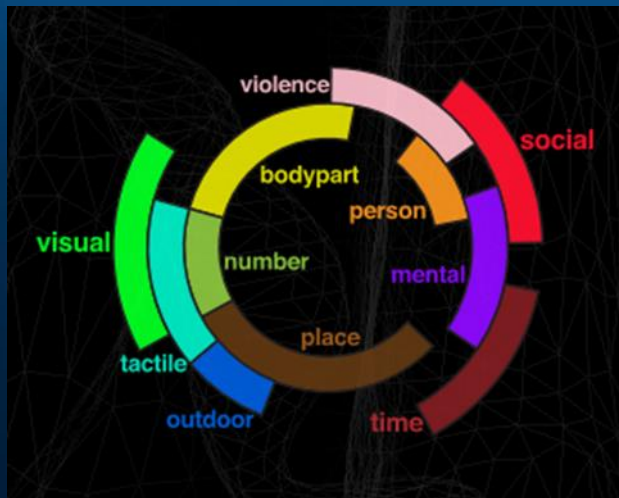 violence
social
bodypart
person
visual
number
mental
place
tactile
outdoor
time